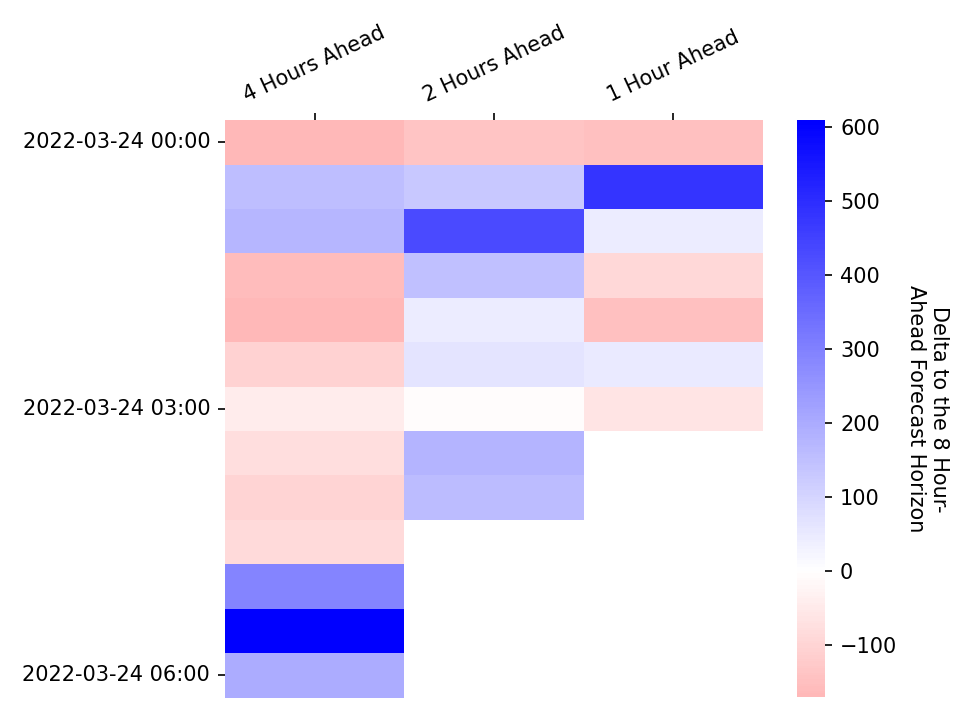 4 Hours Ahead
2 Hours Ahead
1 Hour Ahead
2022-03-24 00:00
2022-03-24 03:00
2022-03-24 06:00
600
500
400
300
200
100
0
−100
Delta to the 8 Hour-
Ahead Forecast Horizon